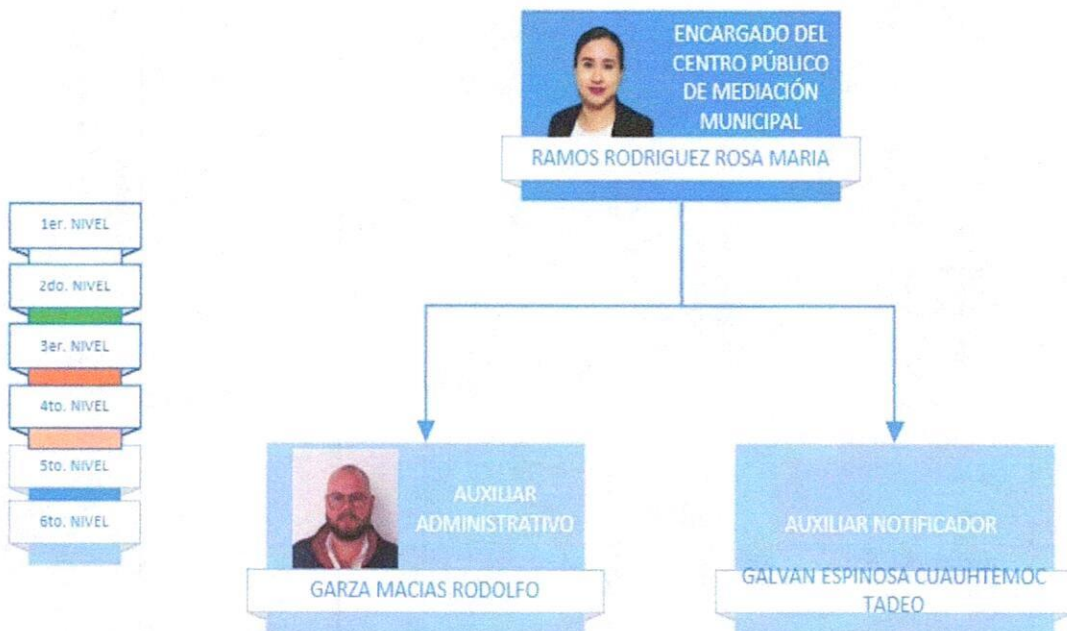 ENCARGADO DEL
CENTRO PÚBLICO
DE MEDIACIÓN
MUNICIPAL
RAMOS RODRIGUEZ ROSA MARIA
1er. NIVEL
2do. NIVEL
3er. NIVEL
4to. NIVEL
5to. NIVEL
6to. NIVEL
AUXILIAR
ADMINISTRATIVO
GARZA MACIAS RODOLFO
AUXILIAR NOTIFICADOR
GALVAN ESPINOSA CUAUHTEMOC
TADEO